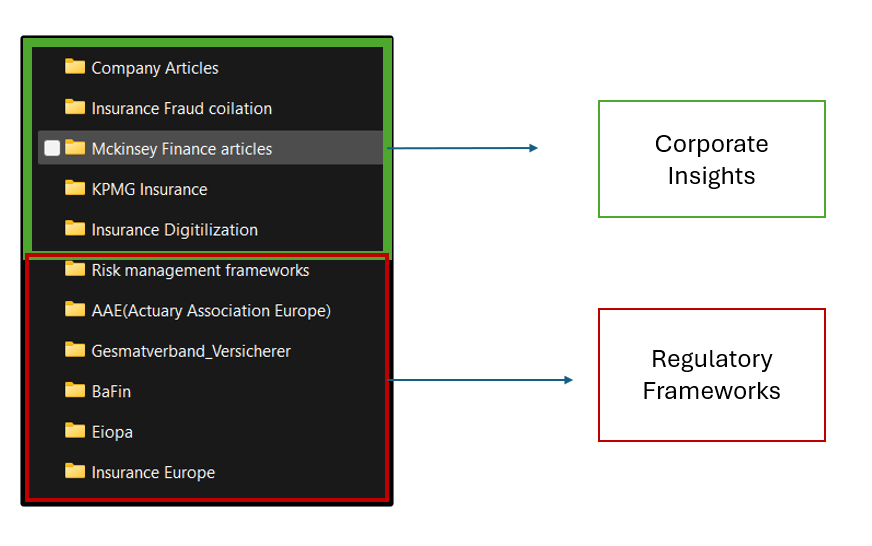 Company Articles
Insurance Fraud coilation
Mckinsey Finance articles
KPMG Insurance
Insurance Digitilization
Risk management frameworks
AAE(Actuary Association Europe)
Gesmatverband_Versicherer
BaFin
Eiopa
Insurance Europe
Corporate
Insights
Regulatory
Frameworks